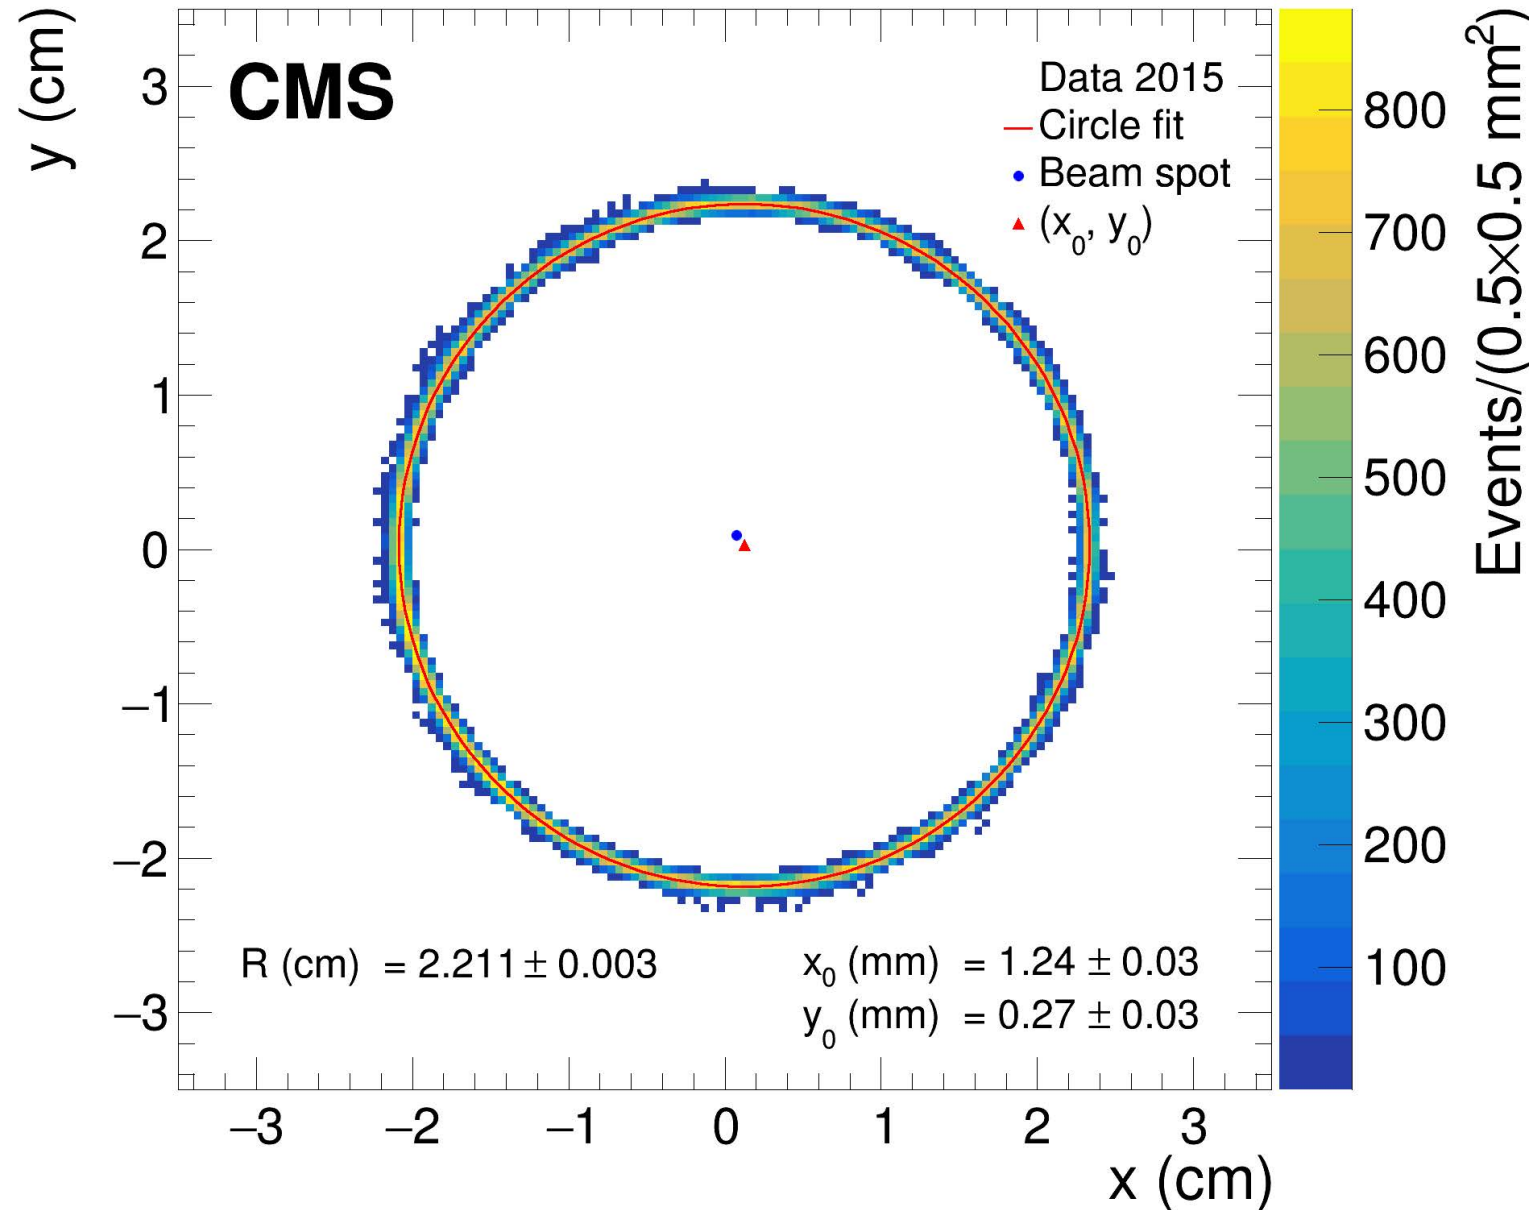 y (cm)
CMS
Data 2015
Circle fit
Beam spot
(x₀, y₀)
3
2
1
0
−1
−2
−3
R (cm) = 2.211 ± 0.003
x₀ (mm) = 1.24 ± 0.03
y₀ (mm) = 0.27 ± 0.03
−3 −2 −1 0 1 2 3
x (cm)
800
700
600
500
400
300
200
100
Events/(0.5×0.5 mm²)